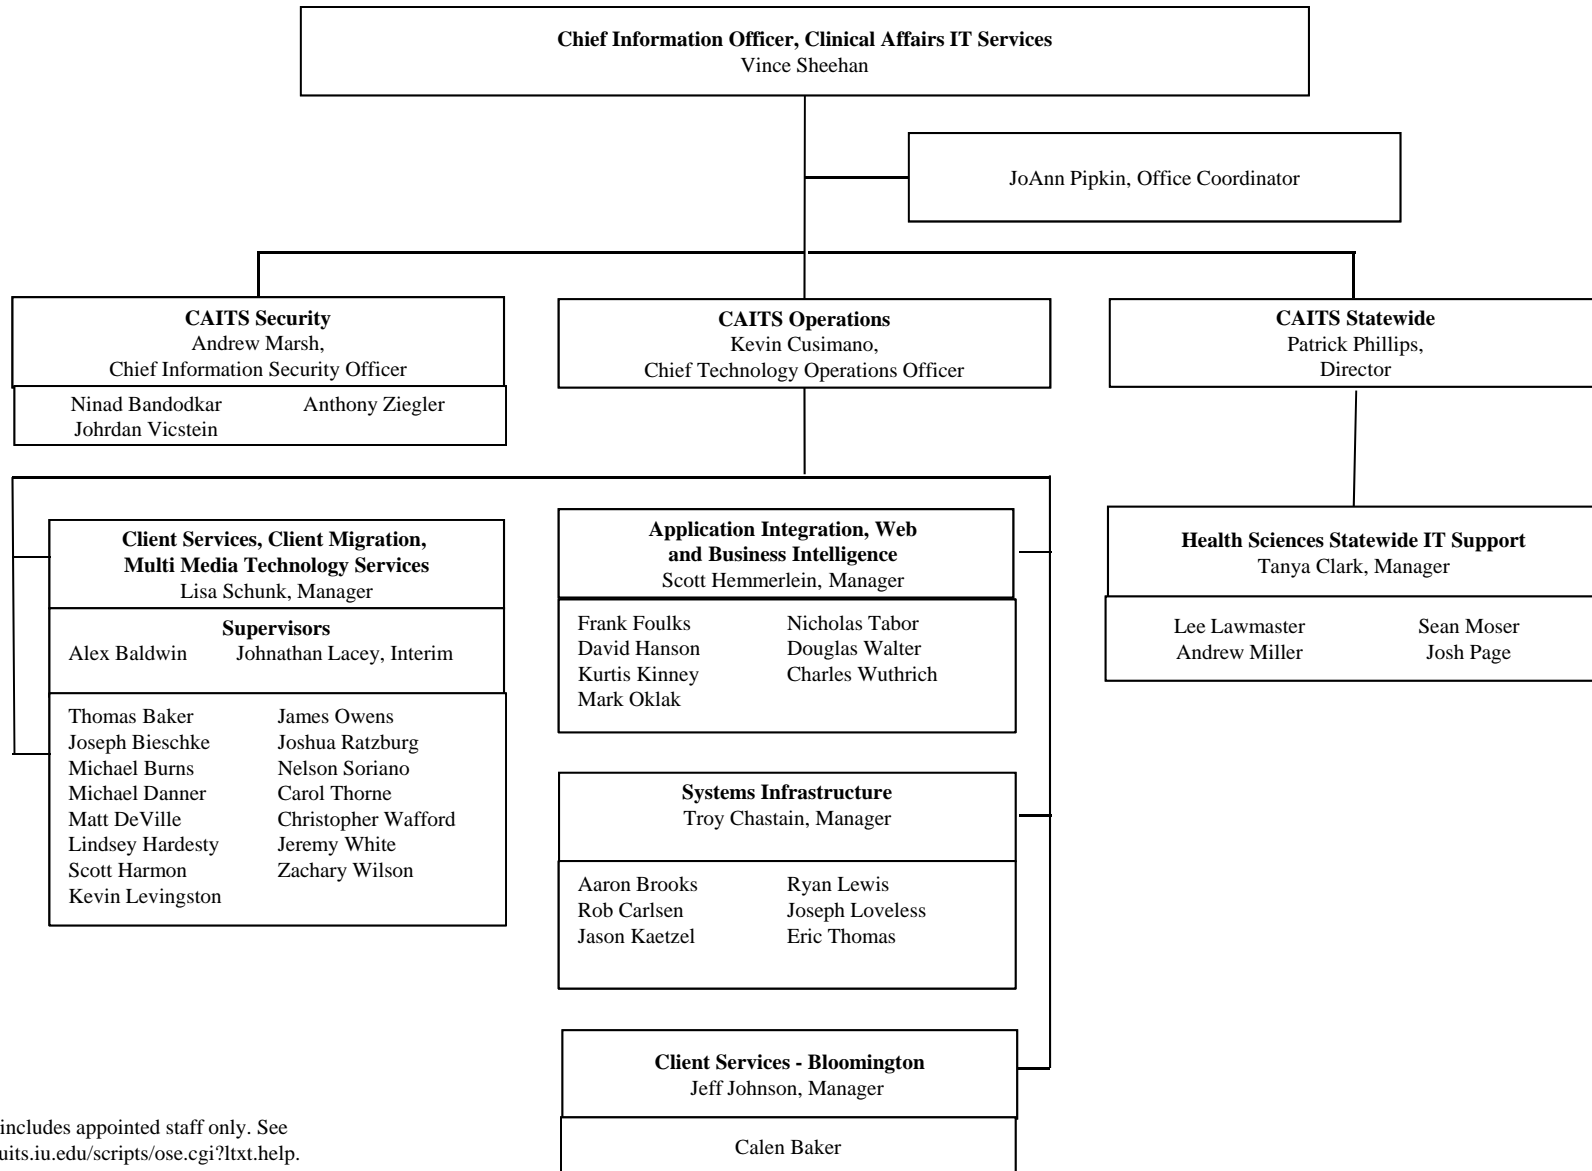 Chief Information Officer, Clinical Affairs IT Services
Vince Sheehan
JoAnn Pipkin, Office Coordinator
CAITS Security
Andrew Marsh,
Chief Information Security Officer
Ninad Bandodkar Anthony Ziegler
Johrdan Vicstein
CAITS Operations
Kevin Cusimano,
Chief Technology Operations Officer
CAITS Statewide
Patrick Phillips,
Director
Client Services, Client Migration,
Multi Media Technology Services
Lisa Schunk, Manager
Supervisors
Alex Baldwin Johnathan Lacey, Interim
Thomas Baker James Owens
Joseph Bieschke Joshua Ratzburg
Michael Burns Nelson Soriano
Michael Danner Carol Thorne
Matt DeVille Christopher Wafford
Lindsey Hardesty Jeremy White
Scott Harmon Zachary Wilson
Kevin Levingston
Application Integration, Web
and Business Intelligence
Scott Hemmerlein, Manager
Frank Foulks Nicholas Tabor
David Hanson Douglas Walter
Kurtis Kinney Charles Wuthrich
Mark Oklak
Systems Infrastructure
Troy Chastain, Manager
Aaron Brooks Ryan Lewis
Rob Carlsen Joseph Loveless
Jason Kaetzel Eric Thomas
Client Services - Bloomington
Jeff Johnson, Manager
Calen Baker
Health Sciences Statewide IT Support
Tanya Clark, Manager
Lee Lawmaster Sean Moser
Andrew Miller Josh Page
includes appointed staff only. See
uits.iu.edu/scripts/ose.cgi?ltxt.help.